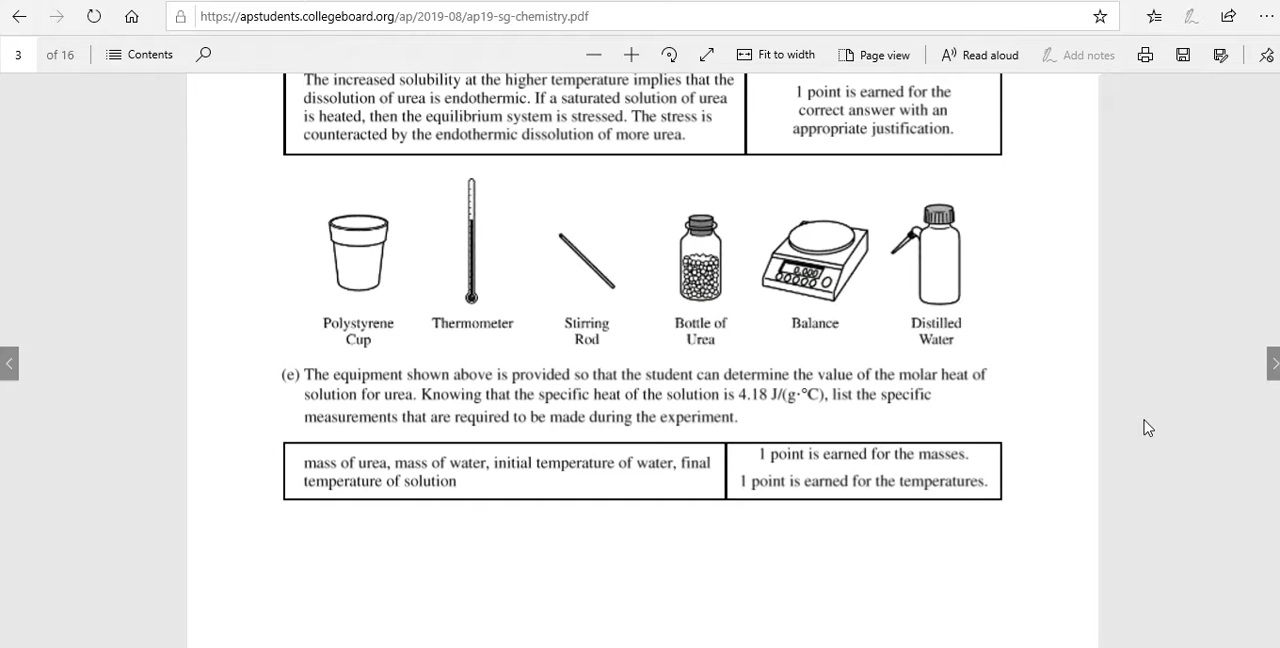 https://apstudents.collegeboard.org/ap/2019-08/ap19-sg-chemistry.pdf
3 of 16 Contents Fit to width Page view Read aloud Add notes
The increased solubility at the higher temperature implies that the
dissolution of urea is endothermic. If a saturated solution of urea
is heated, then the equilibrium system is stressed. The stress is
counteracted by the endothermic dissolution of more urea.
1 point is earned for the
correct answer with an
appropriate justification.
0.000
Polystyrene
Cup
Thermometer
Stirring
Rod
Bottle of
Urea
Balance
Distilled
Water
(e) The equipment shown above is provided so that the student can determine the value of the molar heat of
solution for urea. Knowing that the specific heat of the solution is 4.18 J/(g·°C), list the specific
measurements that are required to be made during the experiment.
mass of urea, mass of water, initial temperature of water, final
temperature of solution
1 point is earned for the masses.
1 point is earned for the temperatures.